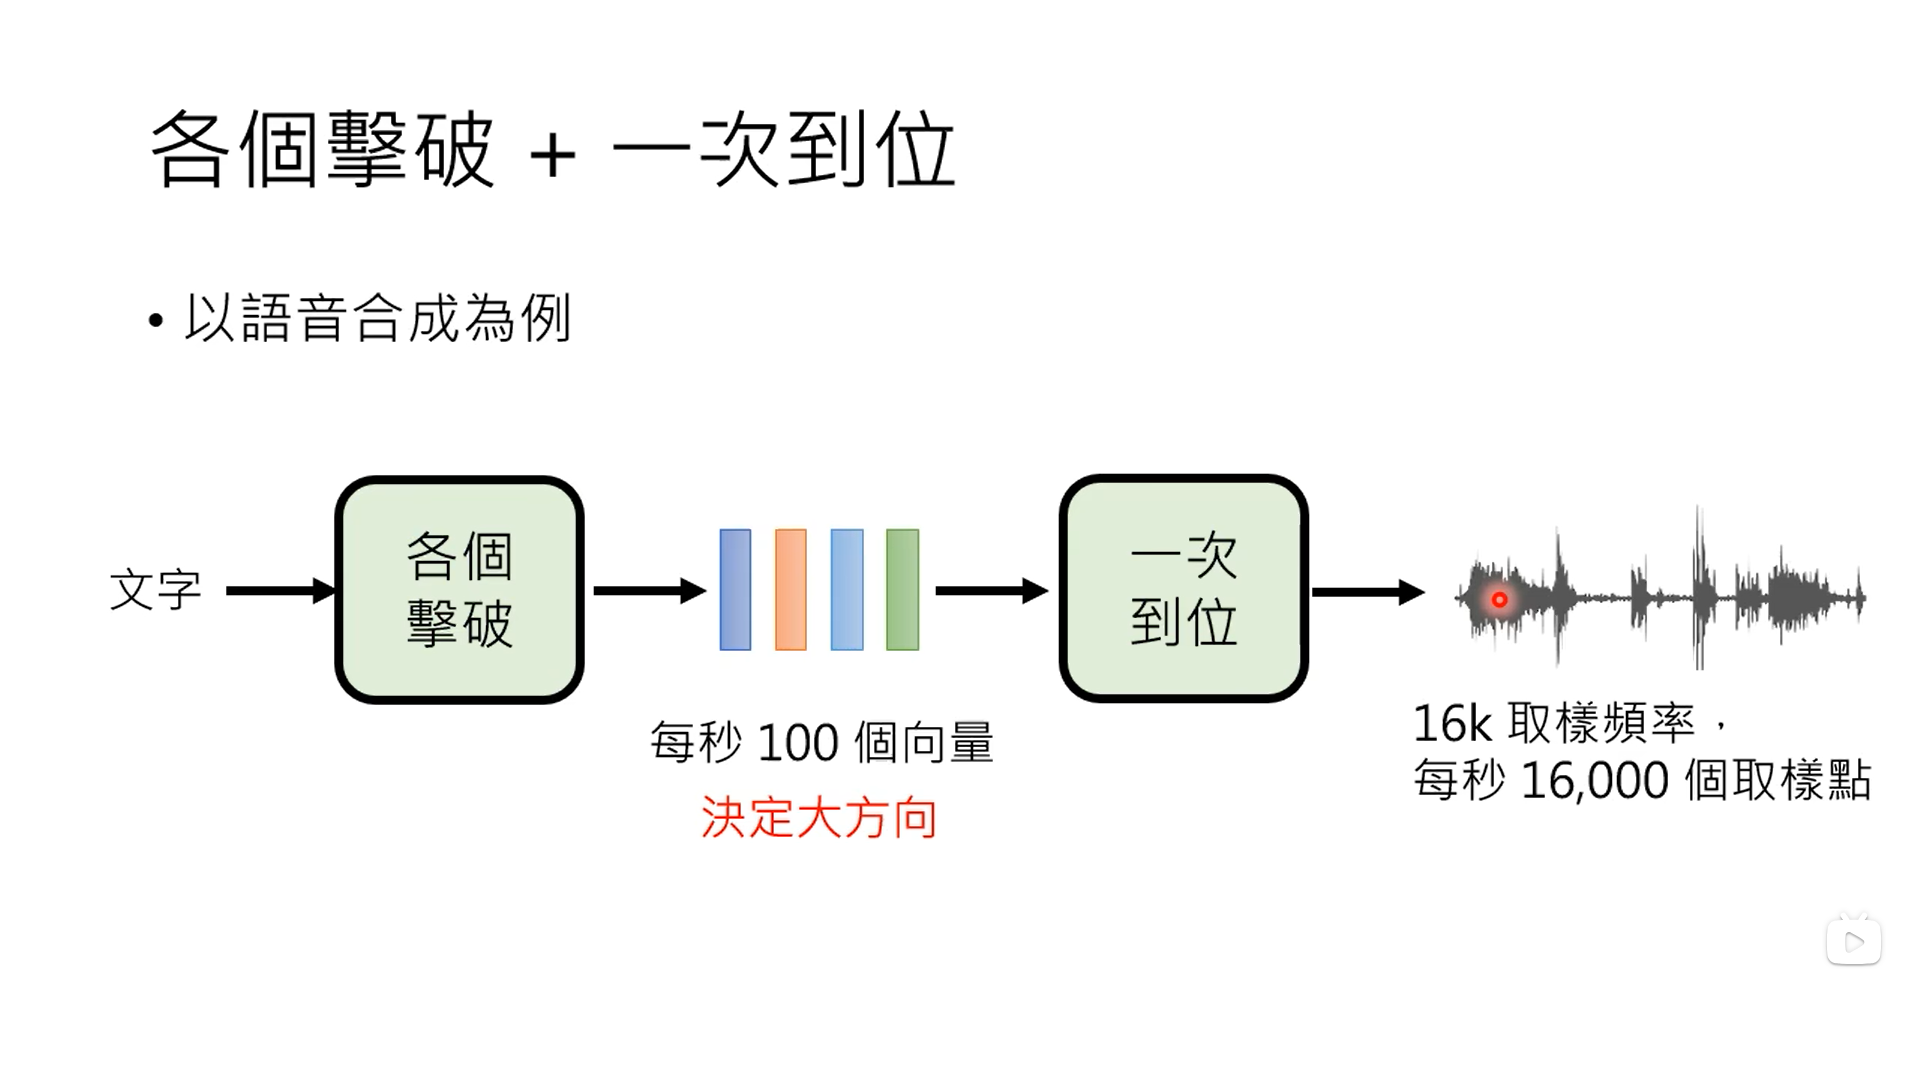 各個擊破 + 一次到位
• 以語音合成為例
文字
各個
擊破
每秒 100 個向量
決定大方向
一次
到位
16k 取樣頻率，
每秒 16,000 個取樣點